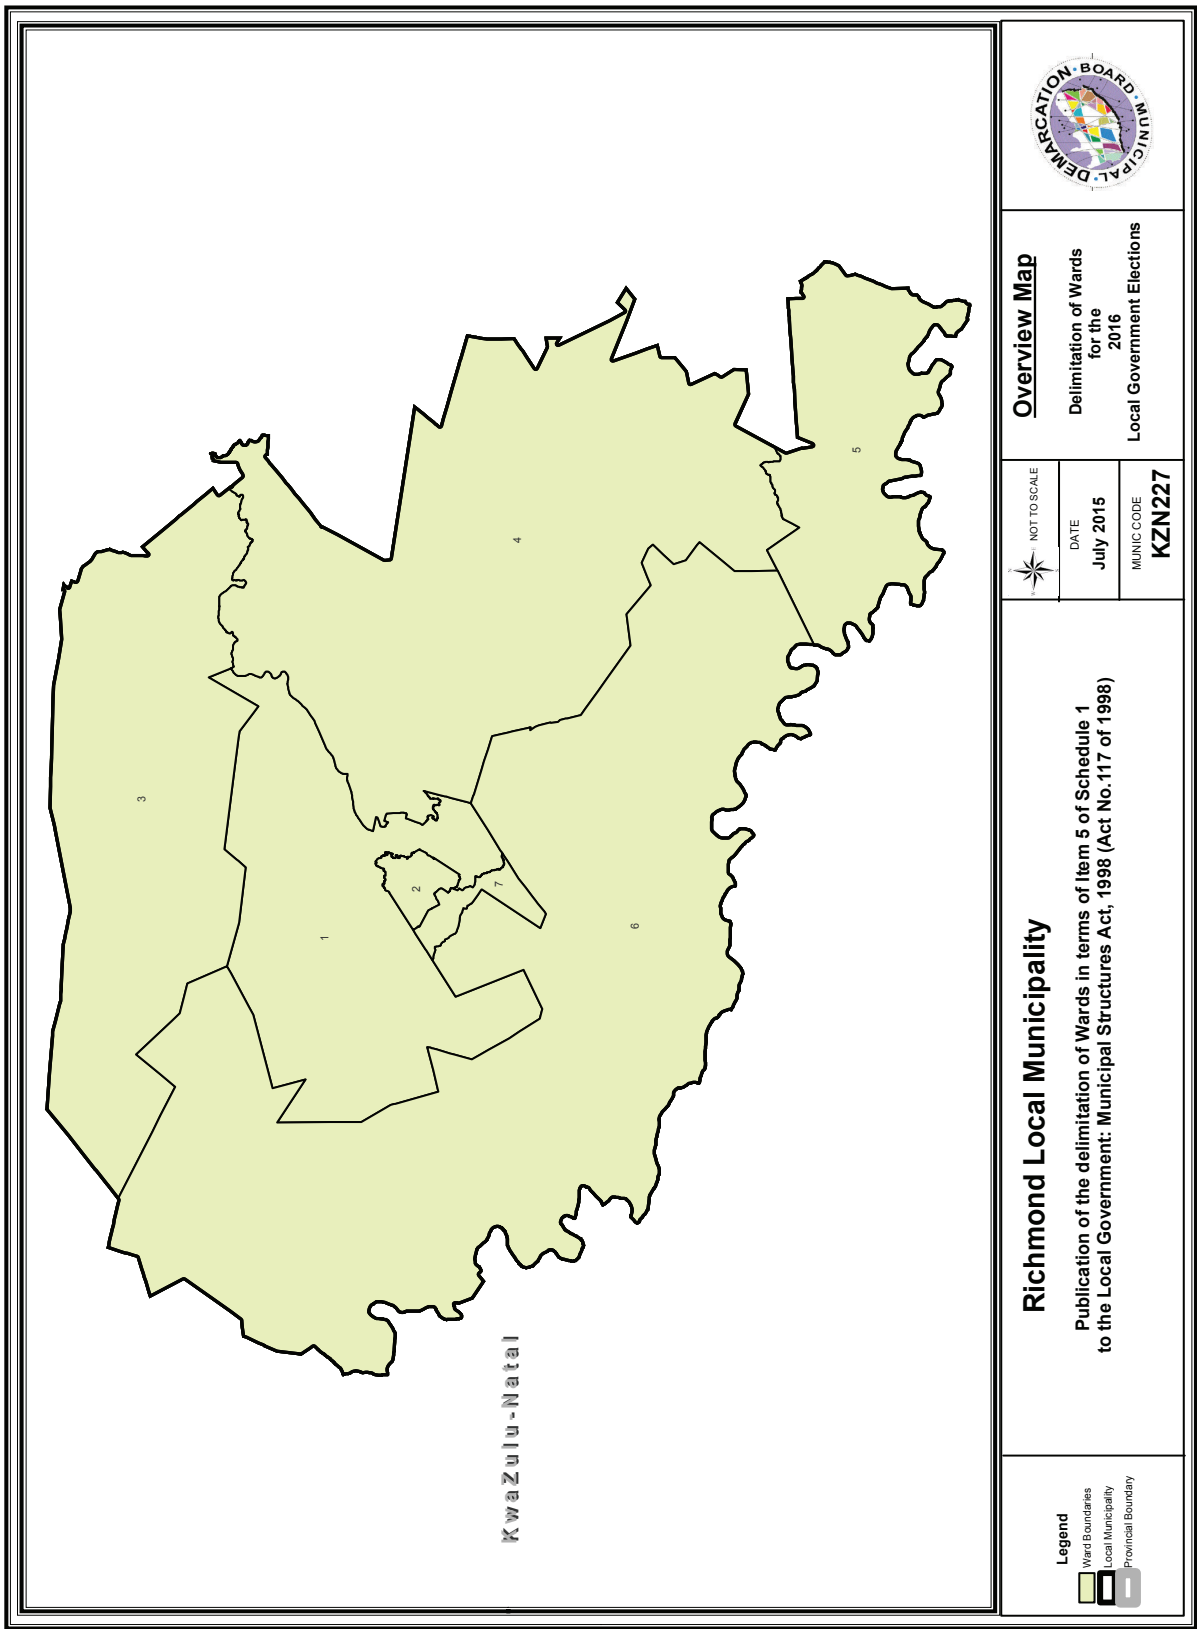 3
4
1
2
7
5
6
KwaZulu-Natal
Legend
Ward Boundaries
Local Municipality
Provincial Boundary
Richmond Local Municipality
Publication of the delimitation of Wards in terms of Item 5 of Schedule 1
to the Local Government: Municipal Structures Act, 1998 (Act No.117 of 1998)
NOT TO SCALE
DATE
July 2015
MUNIC CODE
KZN227
Overview Map
Delimitation of Wards
for the
2016
Local Government Elections
MUNICIPAL · DEMARCATION · BOARD ·